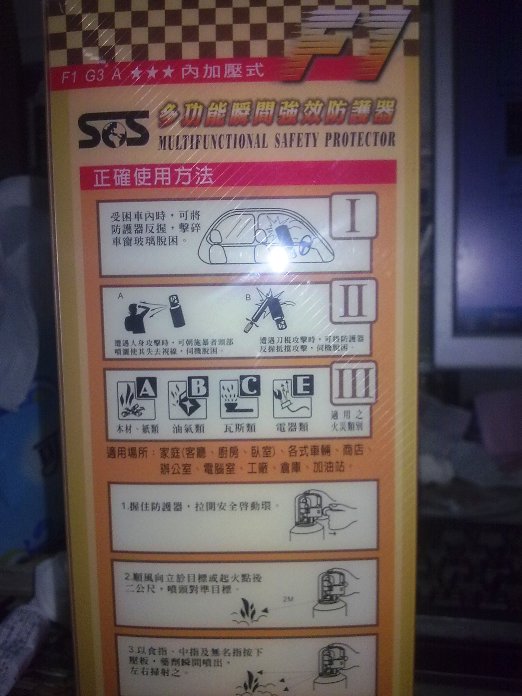 F1
F1 G3 A ★★★ 內加壓式
SOS 多功能瞬間強效防護器
MULTIFUNCTIONAL SAFETY PROTECTOR
正確使用方法
受困車內時，可將
防護器反握，擊碎
車窗玻璃脫困。
I
A
B
II
遭遇人身攻擊時，可朝施暴者頭部
噴灑使其失去視線，伺機脫困。
遭遇刀棍攻擊時，可將防護器
反握抵擋攻擊，伺機脫困。
A B C E
III
木材、紙類 油氣類 瓦斯類 電器類
適用之
火災類別
適用場所：家庭(客廳、廚房、臥室)、各式車輛、商店、
辦公室、電腦室、工廠、倉庫、加油站。
1.握住防護器，拉開安全啓動環。
2.順風向立於目標或起火點後
二公尺，噴頭對準目標。
2M
3.以食指、中指及無名指按下
壓板，藥劑瞬間噴出，
左右掃射之。